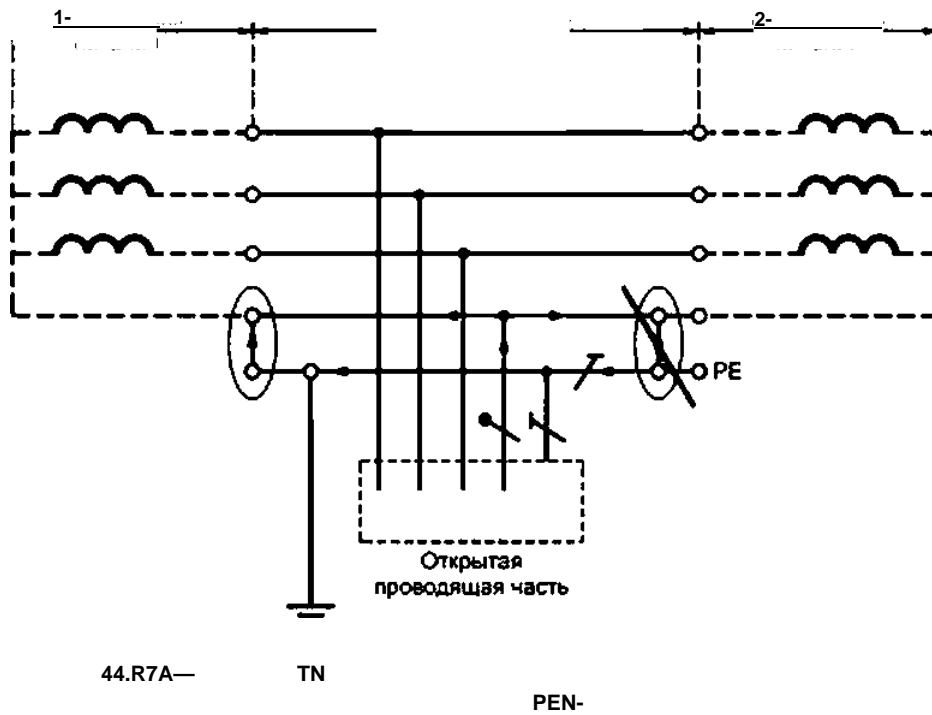 1-
2-
PE
Открытая
проводящая часть
44.R7A— TN
PEN-